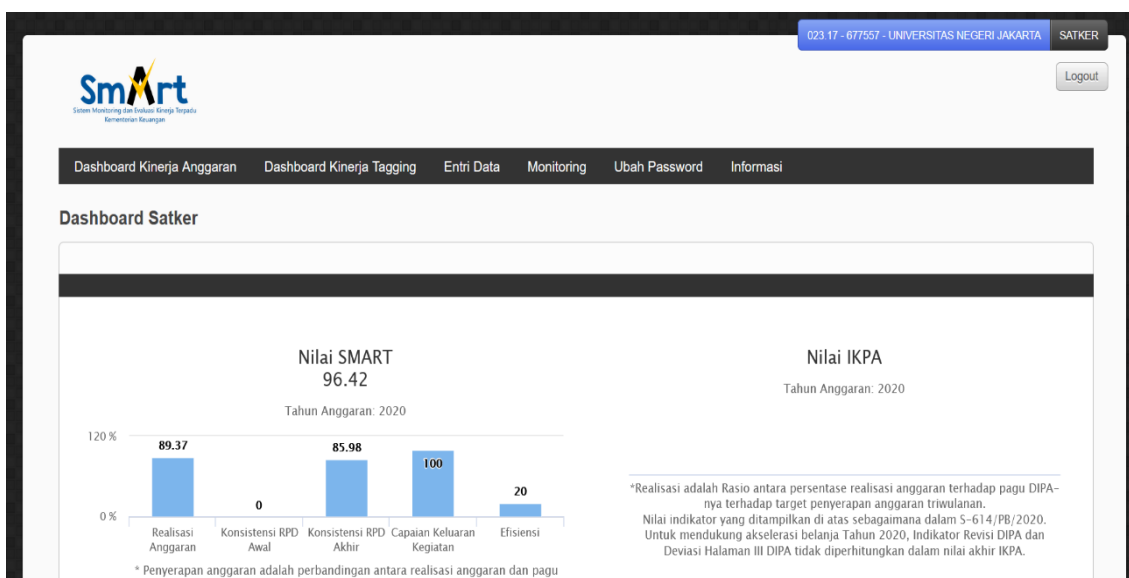 023.17 - 677557 - UNIVERSITAS NEGERI JAKARTA SATKER
Logout
SmArt
Sistem Monitoring dan Evaluasi Kinerja Terpadu
Kementerian Keuangan
Dashboard Kinerja Anggaran Dashboard Kinerja Tagging Entri Data Monitoring Ubah Password Informasi
Dashboard Satker
Nilai SMART
96.42
Tahun Anggaran: 2020
120 %
89.37
0
85.98
100
20
0 %
Realisasi Anggaran
Konsistensi RPD Awal
Konsistensi RPD Akhir
Capaian Keluaran Kegiatan
Efisiensi
* Penyerapan anggaran adalah perbandingan antara realisasi anggaran dan pagu
Nilai IKPA
Tahun Anggaran: 2020
*Realisasi adalah Rasio antara persentase realisasi anggaran terhadap pagu DIPA-
nya terhadap target penyerapan anggaran triwulanan.
Nilai indikator yang ditampilkan di atas sebagaimana dalam S-614/PB/2020.
Untuk mendukung akselerasi belanja Tahun 2020, Indikator Revisi DIPA dan
Deviasi Halaman III DIPA tidak diperhitungkan dalam nilai akhir IKPA.